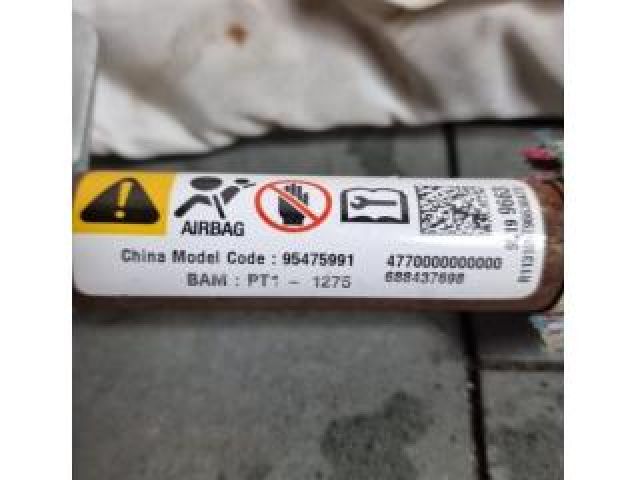 AIRBAG
China Model Code : 95475991
4770000000000
BAM : PT1 - 1275
688437698